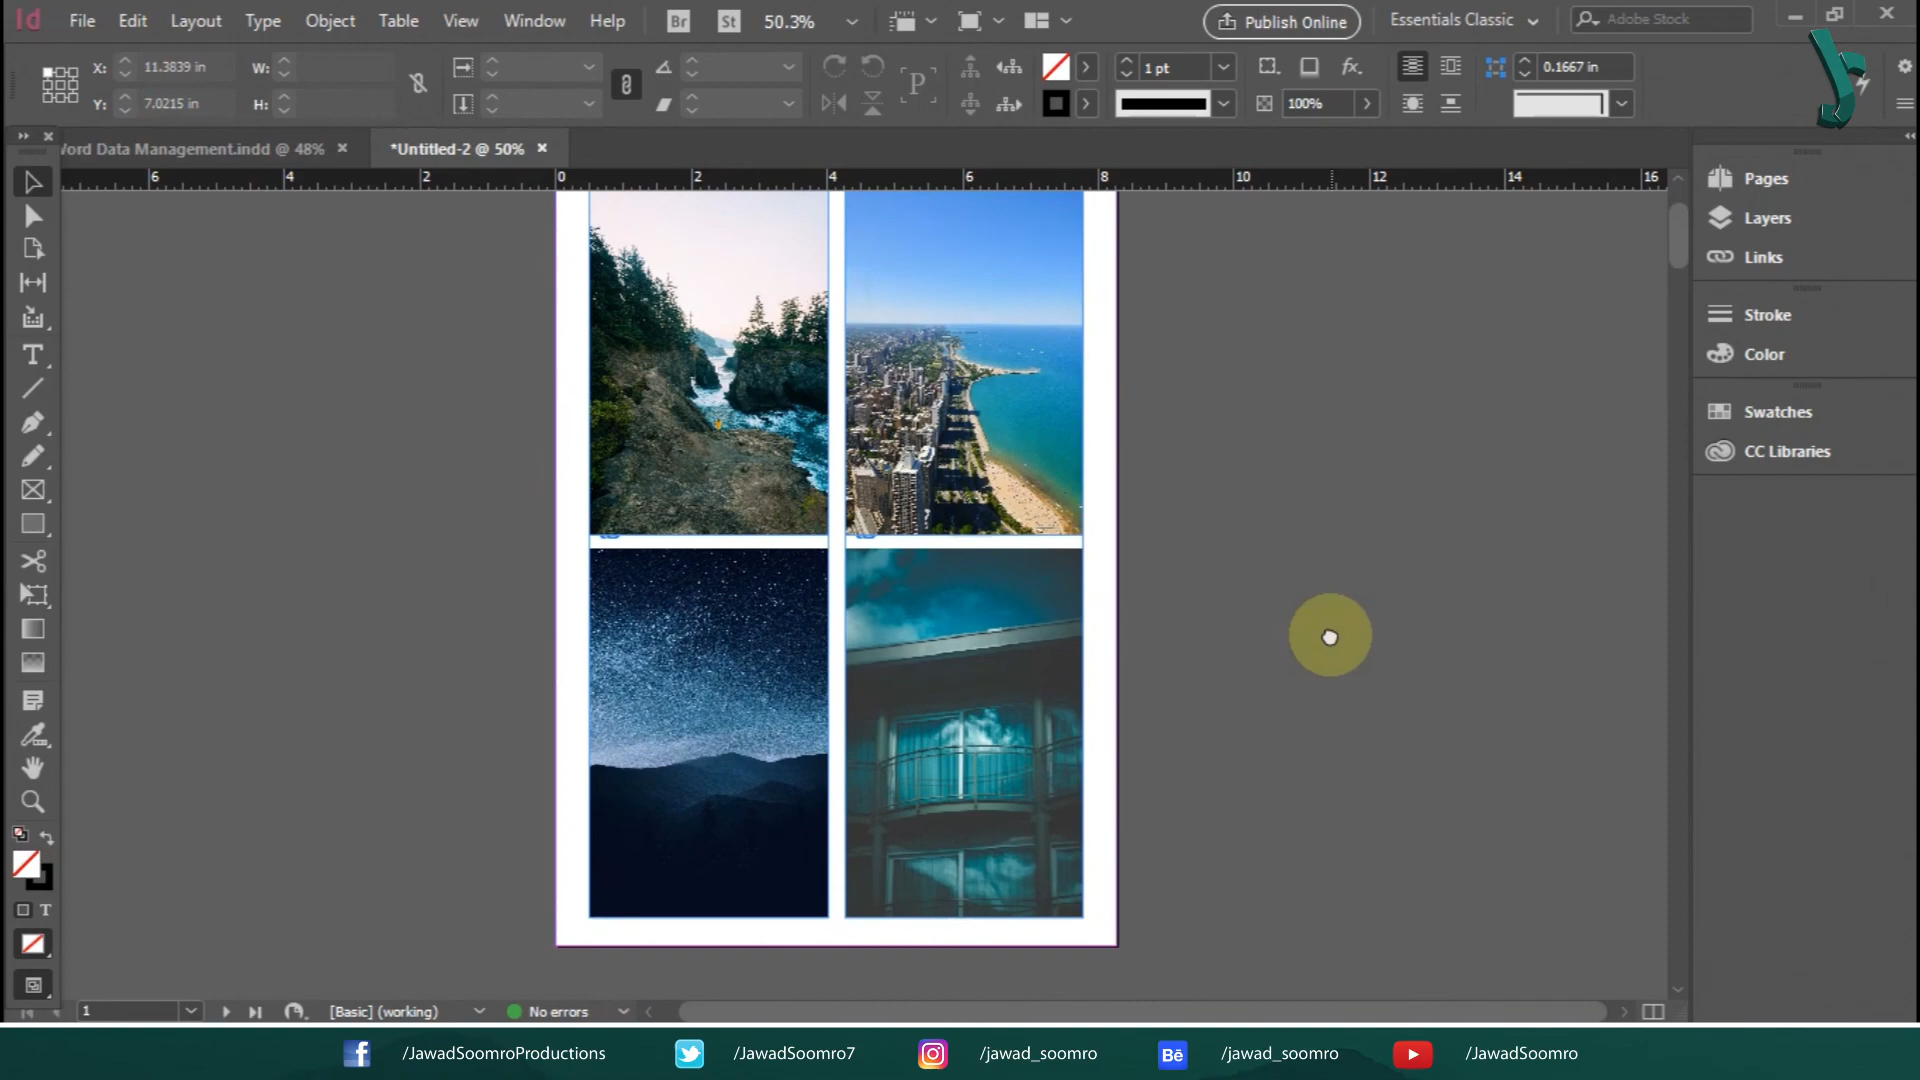 Id File Edit Layout Type Object Table View Window Help Br St 50.3% Publish Online Essentials Classic Adobe Stock
X: 11.3839 in W: 1 pt fx. 0.1667 in
Y: 7.0215 in H: P 100%
Word Data Management.indd @ 48% *Untitled-2 @ 50%
6 4 2 0 2 4 6 8 10 12 14 16
Pages
Layers
Links
Stroke
Color
Swatches
CC Libraries
T
T
1 [Basic] (working) No errors
/JawadSoomroProductions /JawadSoomro7 /jawad_soomro Bē /jawad_soomro /JawadSoomro